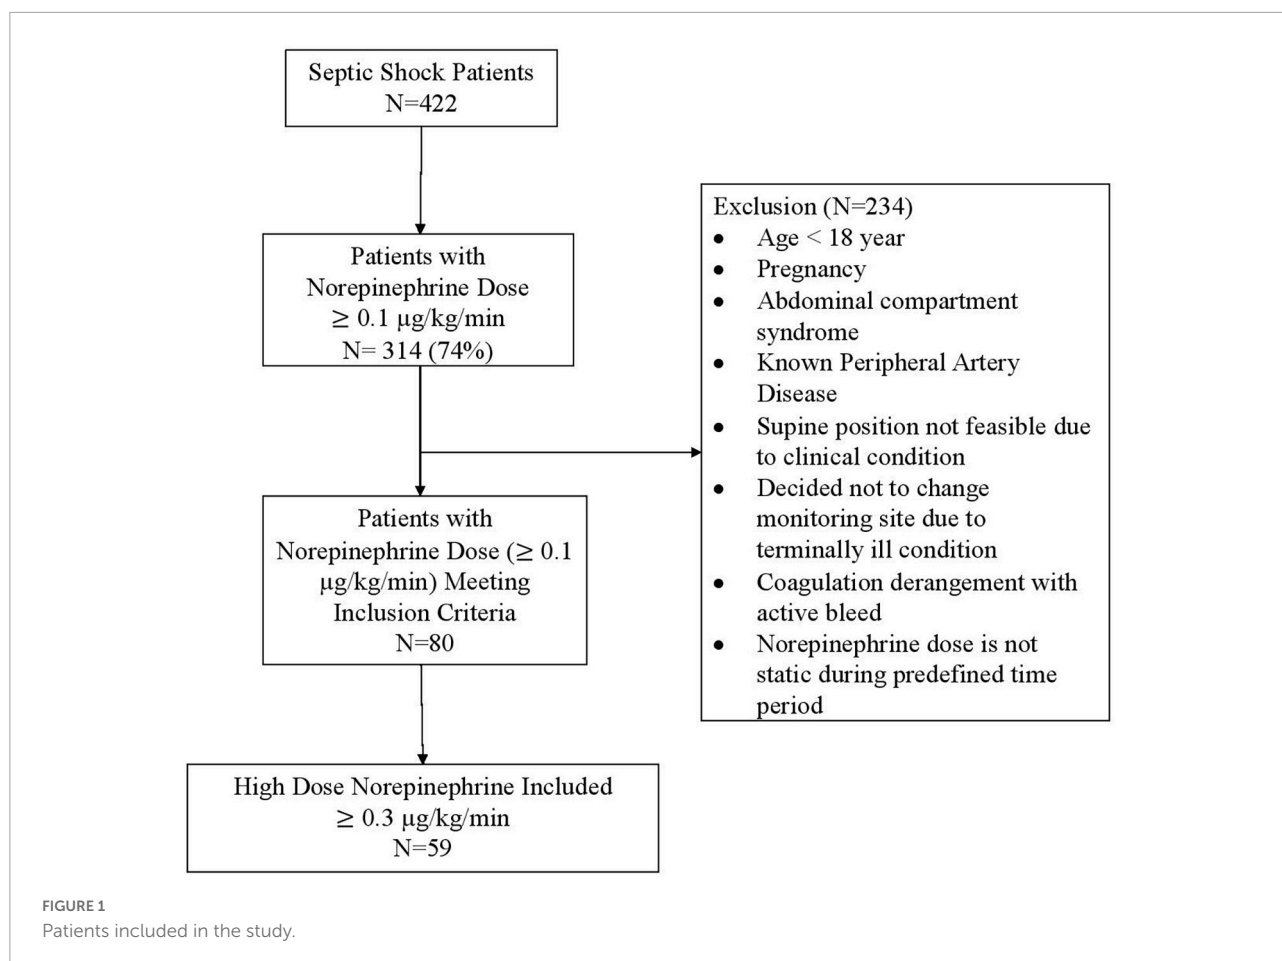 Septic Shock Patients
N=422
Patients with
Norepinephrine Dose
≥ 0.1 µg/kg/min
N= 314 (74%)
Exclusion (N=234)
• Age < 18 year
• Pregnancy
• Abdominal compartment
syndrome
• Known Peripheral Artery
Disease
• Supine position not feasible due
to clinical condition
• Decided not to change
monitoring site due to
terminally ill condition
• Coagulation derangement with
active bleed
• Norepinephrine dose is not
static during predefined time
period
Patients with
Norepinephrine Dose (≥ 0.1
µg/kg/min) Meeting
Inclusion Criteria
N=80
High Dose Norepinephrine Included
≥ 0.3 µg/kg/min
N=59
FIGURE 1
Patients included in the study.